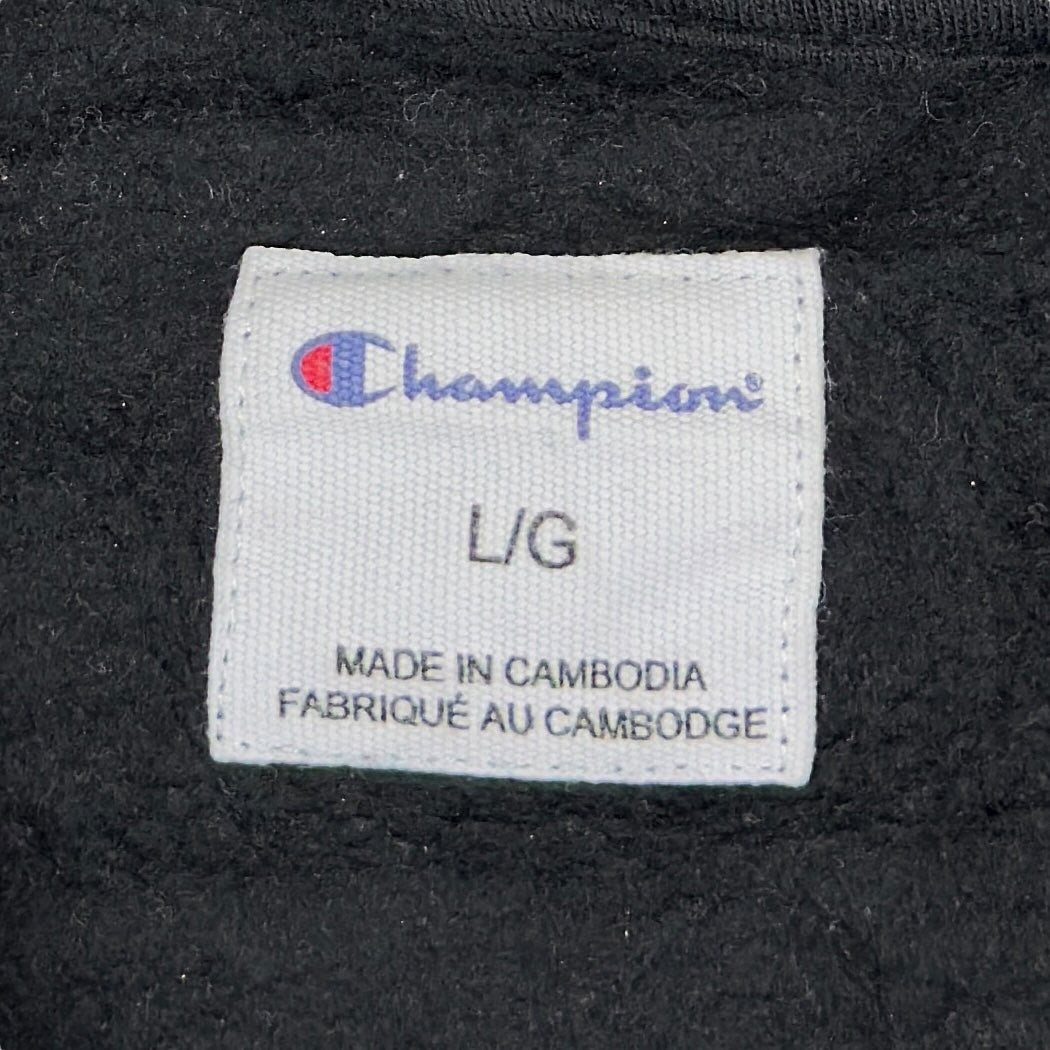 Champion®
L/G
MADE IN CAMBODIA
FABRIQUÉ AU CAMBODGE